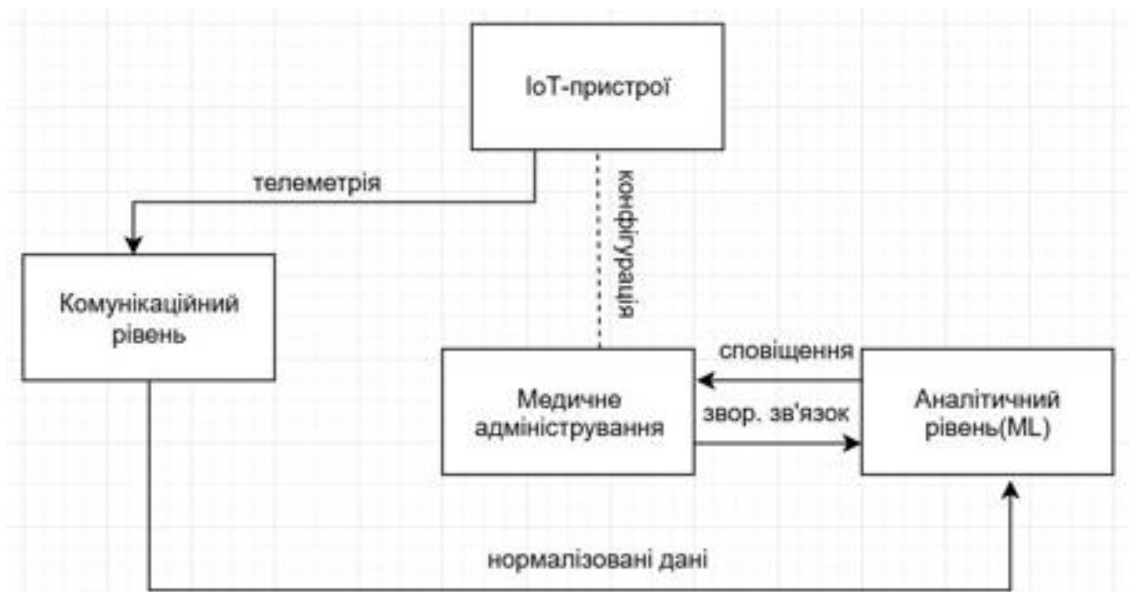 IoT-пристрої
телеметрія
конфігурація
Комунікаційний
рівень
сповіщення
Медичне
адміністрування
звор. зв'язок
Аналітичний
рівень(ML)
нормалізовані дані